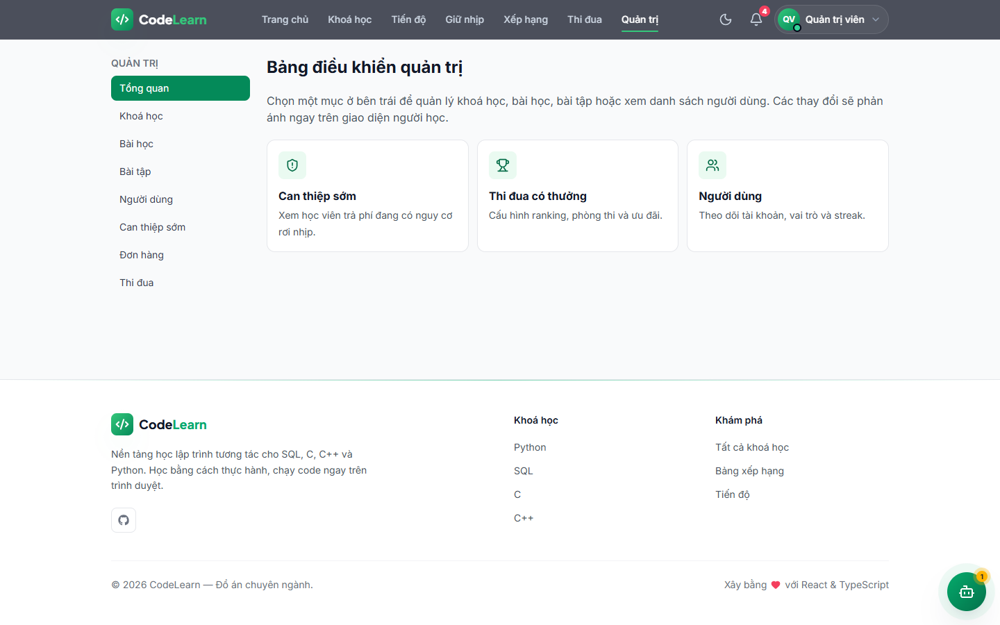 CodeLearn
Trang chủ
Khoá học
Tiến độ
Giữ nhịp
Xếp hạng
Thi đua
Quản trị
4
QV
Quản trị viên
QUẢN TRỊ
Tổng quan
Khoá học
Bài học
Bài tập
Người dùng
Can thiệp sớm
Đơn hàng
Thi đua
Bảng điều khiển quản trị
Chọn một mục ở bên trái để quản lý khoá học, bài học, bài tập hoặc xem danh sách người dùng. Các thay đổi sẽ phản
ánh ngay trên giao diện người học.
Can thiệp sớm
Xem học viên trả phí đang có nguy cơ
rơi nhịp.
Thi đua có thưởng
Cấu hình ranking, phòng thi và ưu đãi.
Người dùng
Theo dõi tài khoản, vai trò và streak.
CodeLearn
Nền tảng học lập trình tương tác cho SQL, C, C++ và
Python. Học bằng cách thực hành, chạy code ngay trên
trình duyệt.
Khoá học
Python
SQL
C
C++
Khám phá
Tất cả khoá học
Bảng xếp hạng
Tiến độ
© 2026 CodeLearn — Đồ án chuyên ngành.
Xây bằng ❤ với React & TypeScript
1